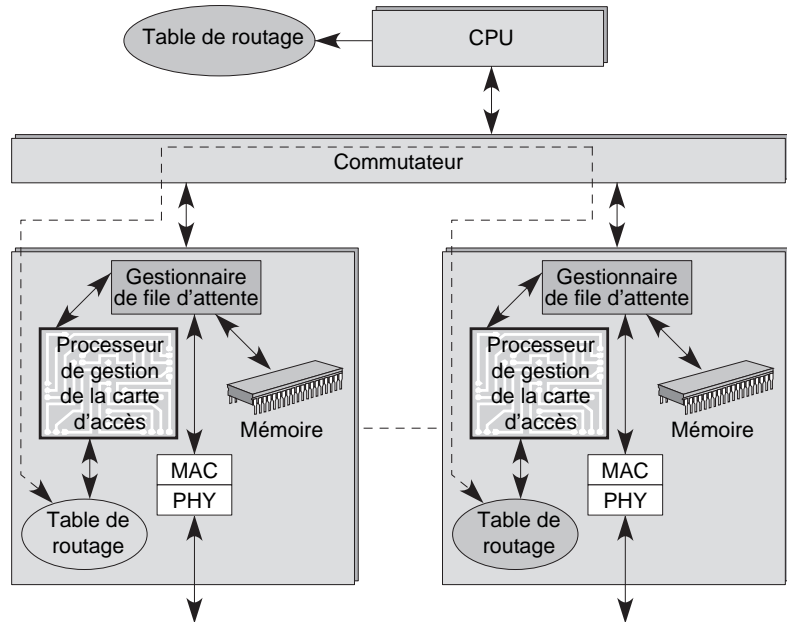 Table de routage
CPU
Commutateur
Gestionnaire
de file d'attente
Processeur
de gestion
de la carte
d'accès
Mémoire
MAC
PHY
Table de
routage
Gestionnaire
de file d'attente
Processeur
de gestion
de la carte
d'accès
Mémoire
MAC
PHY
Table de
routage